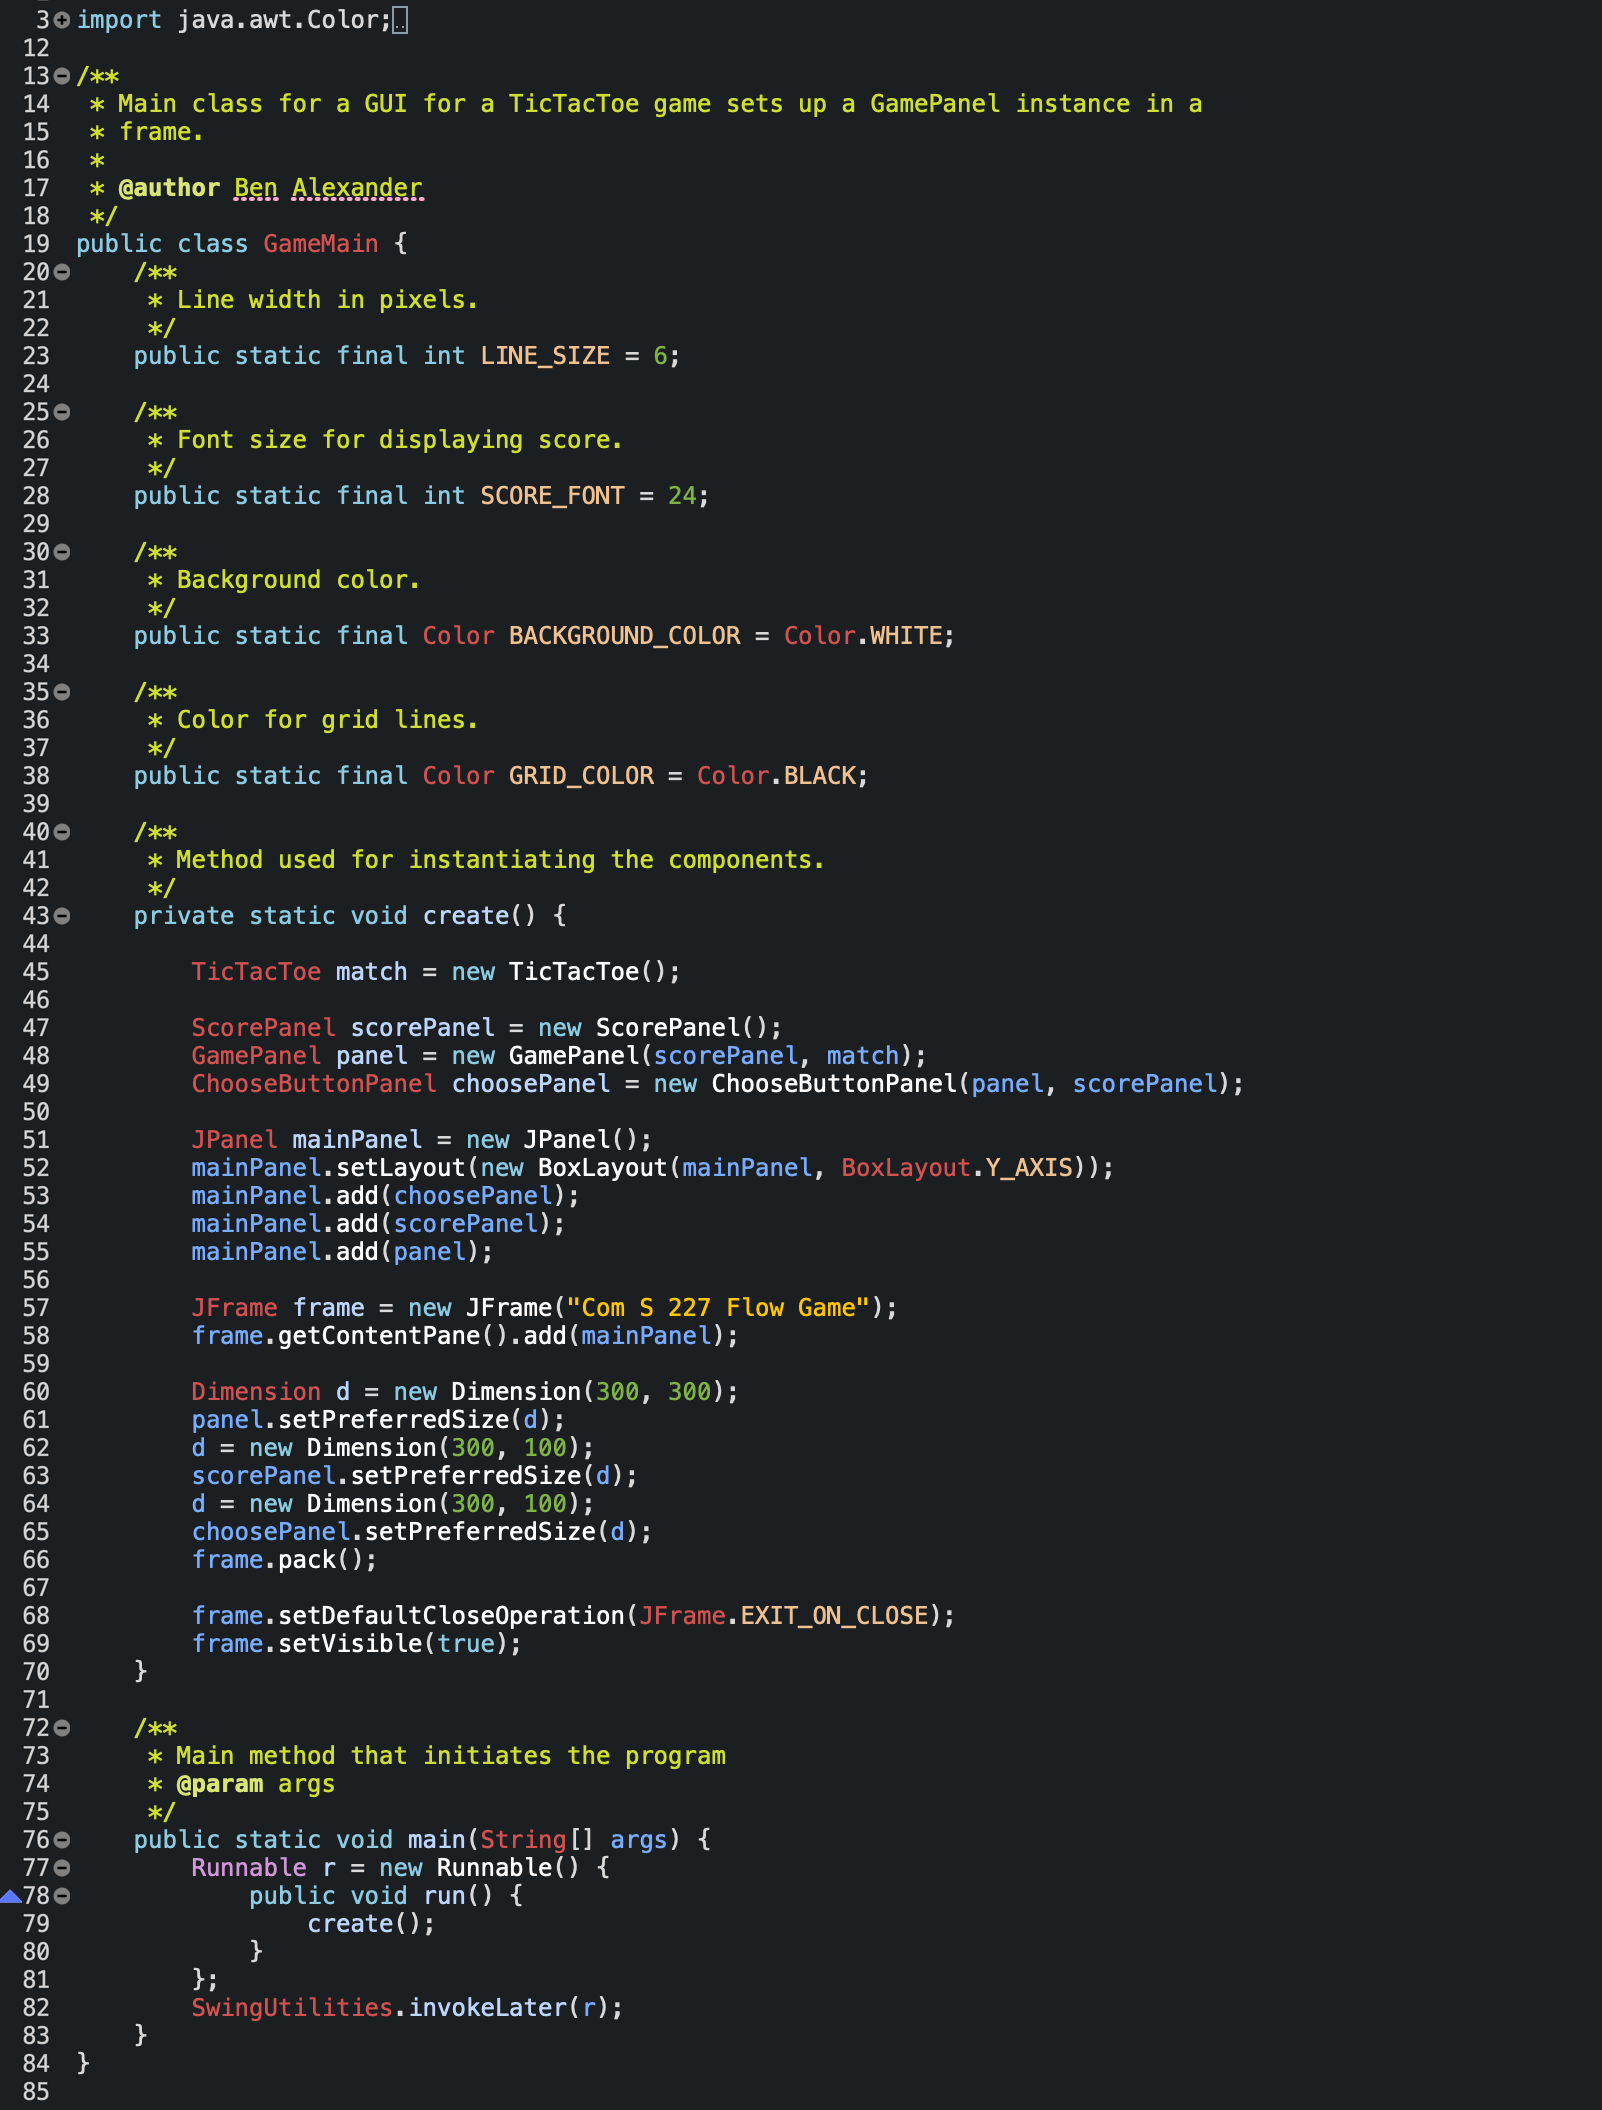 3 import java.awt.Color;
12
13 /**
14  * Main class for a GUI for a TicTacToe game sets up a GamePanel instance in a
15  * frame.
16  *
17  * @author Ben Alexander
18  */
19 public class GameMain {
20     /**
21      * Line width in pixels.
22      */
23     public static final int LINE_SIZE = 6;
24
25     /**
26      * Font size for displaying score.
27      */
28     public static final int SCORE_FONT = 24;
29
30     /**
31      * Background color.
32      */
33     public static final Color BACKGROUND_COLOR = Color.WHITE;
34
35     /**
36      * Color for grid lines.
37      */
38     public static final Color GRID_COLOR = Color.BLACK;
39
40     /**
41      * Method used for instantiating the components.
42      */
43     private static void create() {
44
45         TicTacToe match = new TicTacToe();
46
47         ScorePanel scorePanel = new ScorePanel();
48         GamePanel panel = new GamePanel(scorePanel, match);
49         ChooseButtonPanel choosePanel = new ChooseButtonPanel(panel, scorePanel);
50
51         JPanel mainPanel = new JPanel();
52         mainPanel.setLayout(new BoxLayout(mainPanel, BoxLayout.Y_AXIS));
53         mainPanel.add(choosePanel);
54         mainPanel.add(scorePanel);
55         mainPanel.add(panel);
56
57         JFrame frame = new JFrame("Com S 227 Flow Game");
58         frame.getContentPane().add(mainPanel);
59
60         Dimension d = new Dimension(300, 300);
61         panel.setPreferredSize(d);
62         d = new Dimension(300, 100);
63         scorePanel.setPreferredSize(d);
64         d = new Dimension(300, 100);
65         choosePanel.setPreferredSize(d);
66         frame.pack();
67
68         frame.setDefaultCloseOperation(JFrame.EXIT_ON_CLOSE);
69         frame.setVisible(true);
70     }
71
72     /**
73      * Main method that initiates the program
74      * @param args
75      */
76     public static void main(String[] args) {
77         Runnable r = new Runnable() {
78             public void run() {
79                 create();
80             }
81         };
82         SwingUtilities.invokeLater(r);
83     }
84 }
85